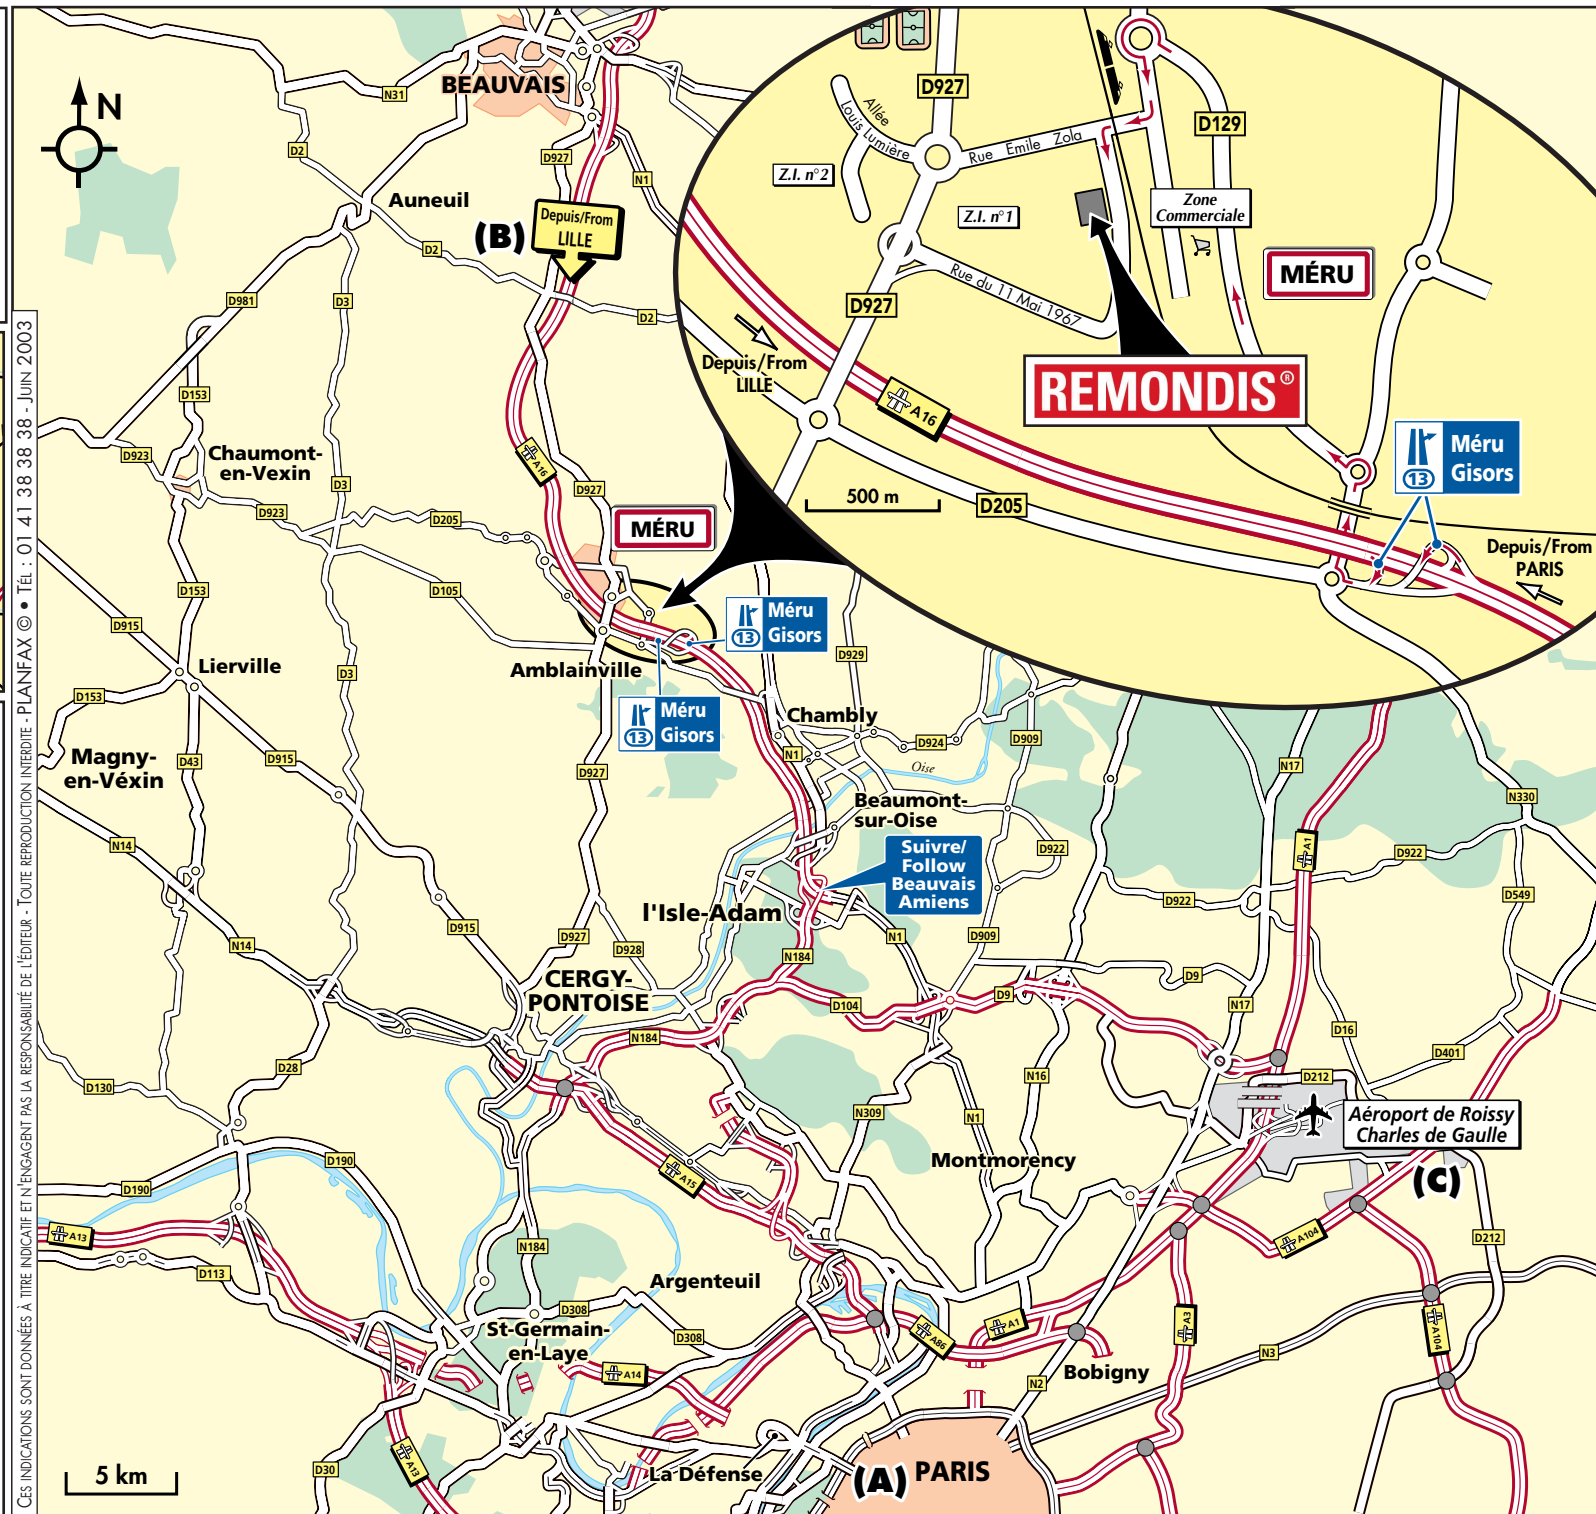 BEAUVAIS
N
N31
D2
D927
N1
Auneuil
(B)
Depuis/From
LILLE
D2
D981
D3
D2
D153
Chaumont-
en-Vexin
D923
D3
D923
D205
A16
D927
MÉRU
D153
D105
D915
Lierville
D3
D153
Amblainville
13
Méru
Gisors
13
Méru
Gisors
D929
Magny-
en-Véxin
D43
D915
D927
Chambly
N1
D924
D909
Oise
N17
N330
Beaumont-
sur-Oise
N14
Suivre/
Follow
Beauvais
Amiens
D922
A1
D922
D922
D549
l'Isle-Adam
D915
N14
D927
D928
N1
D909
N184
CERGY-
PONTOISE
D104
D9
D9
N17
N184
D16
D401
D28
D130
N16
D212
N309
N1
Aéroport de Roissy
Charles de Gaulle
(C)
Montmorency
D190
D190
A15
A13
N184
A104
D212
D113
Argenteuil
D308
D308
St-Germain-
en-Laye
A14
A86
A1
A3
A104
N3
N2
Bobigny
A13
D30
La Défense
(A) PARIS
5 km
D927
Allée
Louis Lumière
Rue Emile Zola
D129
Z.I. n°2
Z.I. n°1
Zone
Commerciale
MÉRU
Rue du 11 Mai 1967
D927
Depuis/From
LILLE
REMONDIS®
A16
500 m
D205
13
Méru
Gisors
Depuis/From
PARIS
CES INDICATIONS SONT DONNÉES À TITRE INDICATIF ET N'ENGAGENT PAS LA RESPONSABILITÉ DE L'ÉDITEUR - TOUTE REPRODUCTION INTERDITE - PLANFAX © • TÉL : 01 41 38 38 38 - JUIN 2003